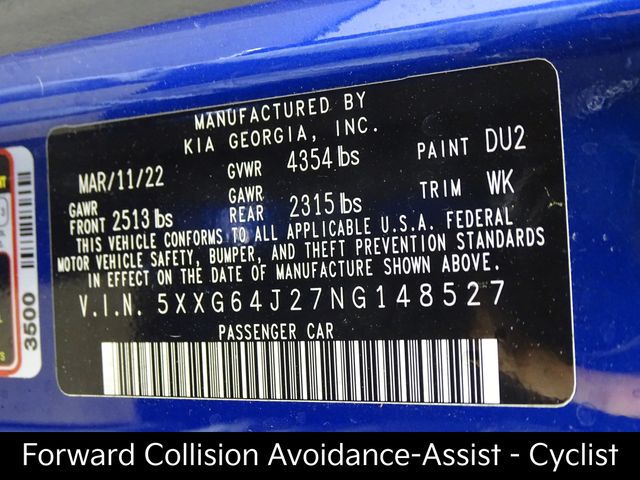 MANUFACTURED BY
KIA GEORGIA, INC.
MAR/11/22 GVWR 4354 lbs PAINT DU2
GAWR FRONT 2513 lbs GAWR REAR 2315 lbs TRIM WK
THIS VEHICLE CONFORMS TO ALL APPLICABLE U.S.A. FEDERAL
MOTOR VEHICLE SAFETY, BUMPER, AND THEFT PREVENTION STANDARDS
IN EFFECT ON THE DATE OF MANUFACTURE SHOWN ABOVE.
V.I.N. 5XXG64J27NG148527
PASSENGER CAR
3500
Forward Collision Avoidance-Assist - Cyclist